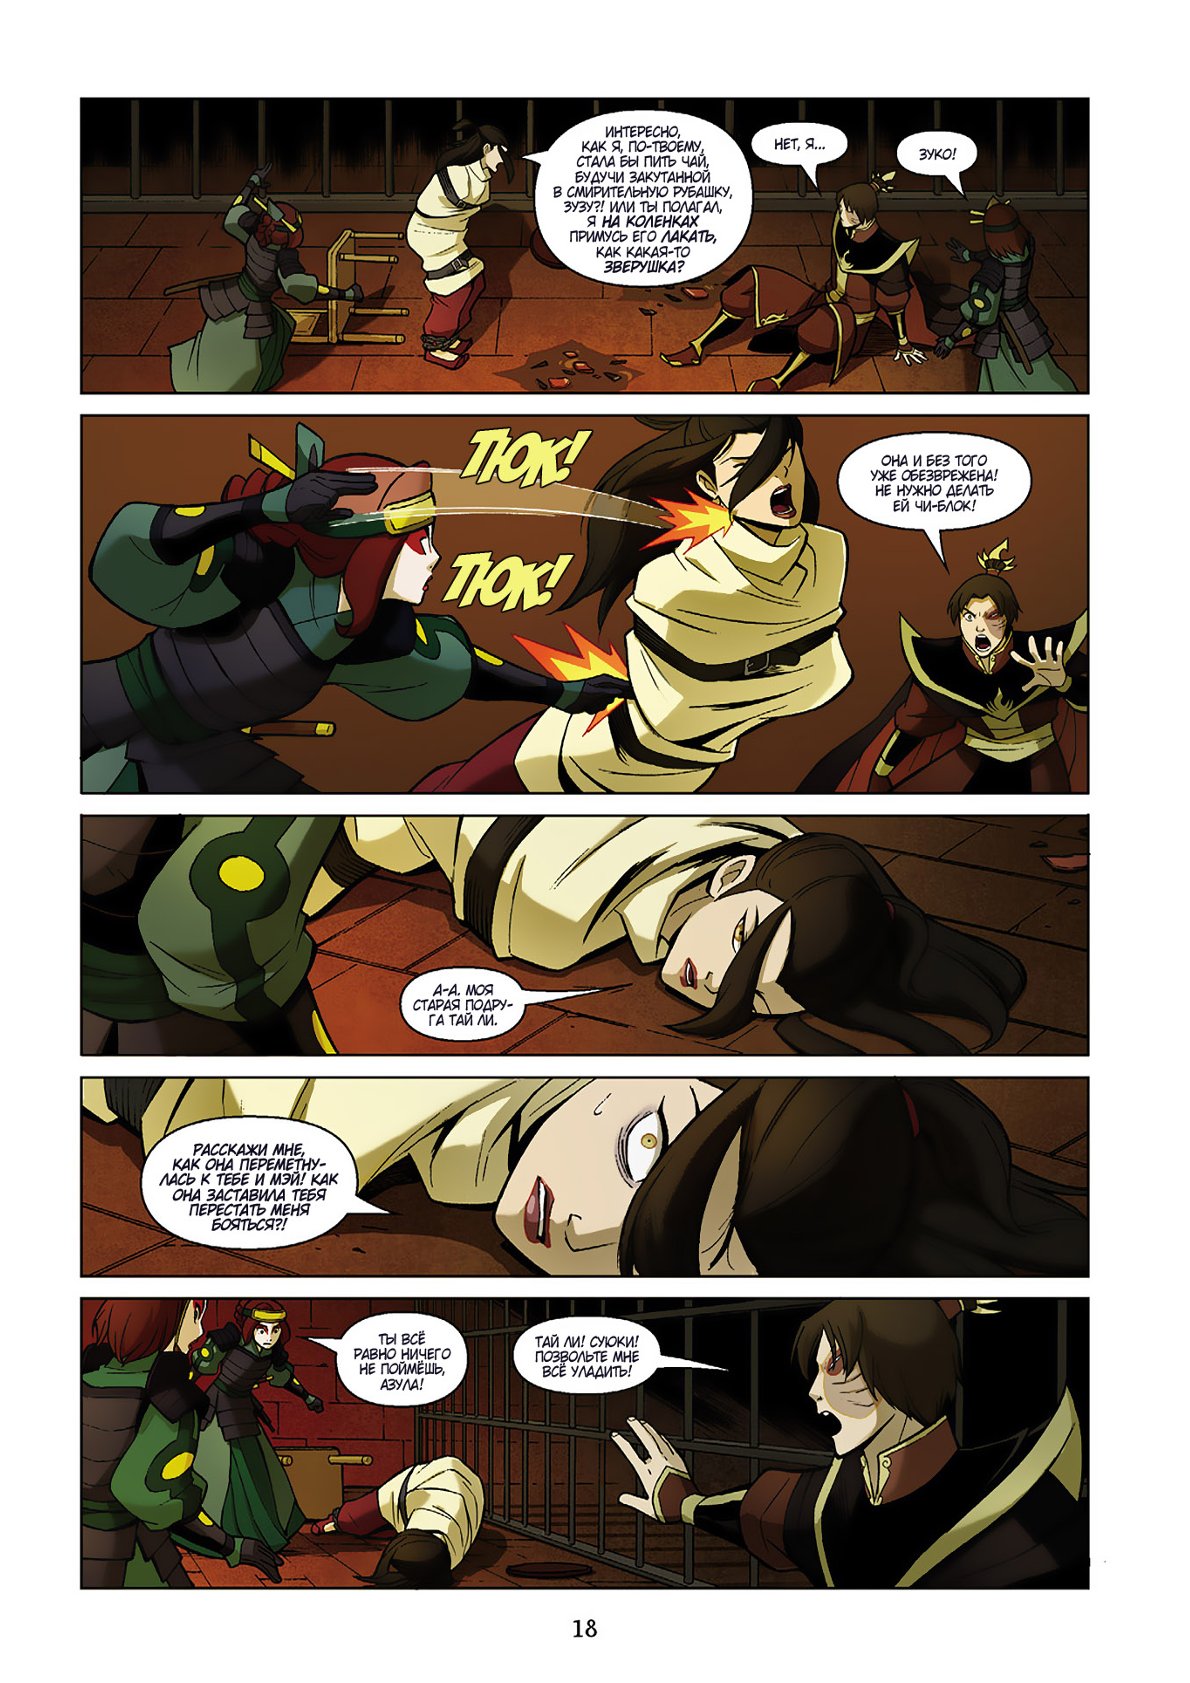 ИНТЕРЕСНО,
КАК Я, ПО-ТВОЕМУ,
СТАЛА БЫ ПИТЬ ЧАЙ,
БУДУЧИ ЗАКУТАННОЙ
В СМИРИТЕЛЬНУЮ РУБАШКУ,
ЗУЗУ?! ИЛИ ТЫ ПОЛАГАЛ,
Я НА КОЛЕНКАХ
ПРИМУСЬ ЕГО ЛАКАТЬ,
КАК КАКАЯ-ТО
ЗВЕРУШКА?
НЕТ, Я...
ЗУКО!
ТЮК!
ТЮК!
ОНА И БЕЗ ТОГО
УЖЕ ОБЕЗВРЕЖЕНА!
НЕ НУЖНО ДЕЛАТЬ
ЕЙ ЧИ-БЛОК!
А-А. МОЯ
СТАРАЯ ПОДРУ-
ГА ТАЙ ЛИ.
РАССКАЖИ МНЕ,
КАК ОНА ПЕРЕМЕТНУ-
ЛАСЬ К ТЕБЕ И МЭЙ! КАК
ОНА ЗАСТАВИЛА ТЕБЯ
ПЕРЕСТАТЬ МЕНЯ
БОЯТЬСЯ?!
ТЫ ВСЁ
РАВНО НИЧЕГО
НЕ ПОЙМЁШЬ,
АЗУЛА!
ТАЙ ЛИ! СУЮКИ!
ПОЗВОЛЬТЕ МНЕ
ВСЁ УЛАДИТЬ!
18